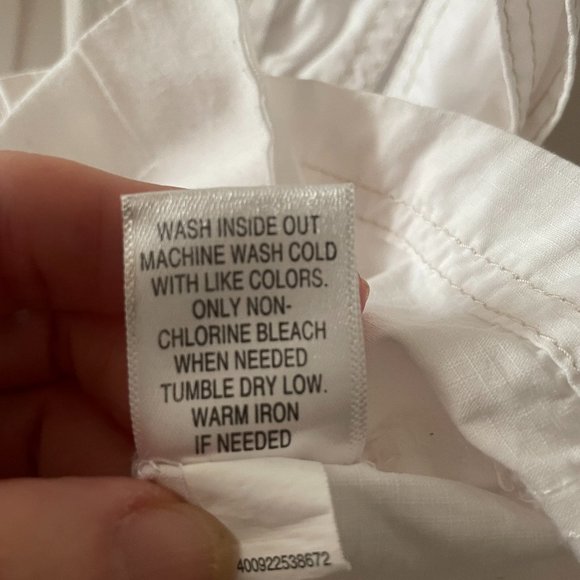 WASH INSIDE OUT
MACHINE WASH COLD
WITH LIKE COLORS.
ONLY NON-
CHLORINE BLEACH
WHEN NEEDED
TUMBLE DRY LOW.
WARM IRON
IF NEEDED
400922538672